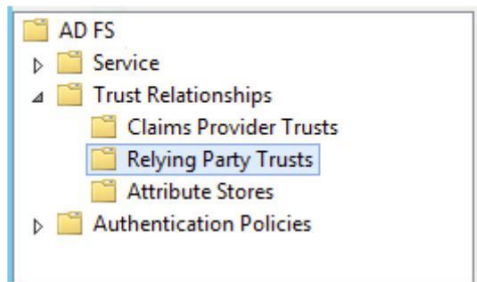 AD FS
Service
Trust Relationships
Claims Provider Trusts
Relying Party Trusts
Attribute Stores
Authentication Policies